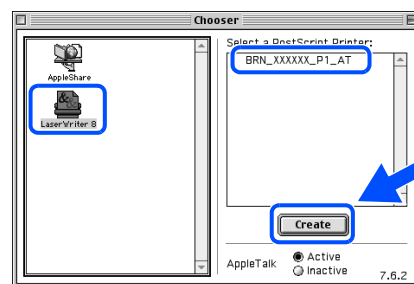 Chooser
Select a PostScript Printer:
BRN_XXXXXX_P1_AT
AppleShare
LaserWriter 8
Create
AppleTalk
Active
Inactive
7.6.2